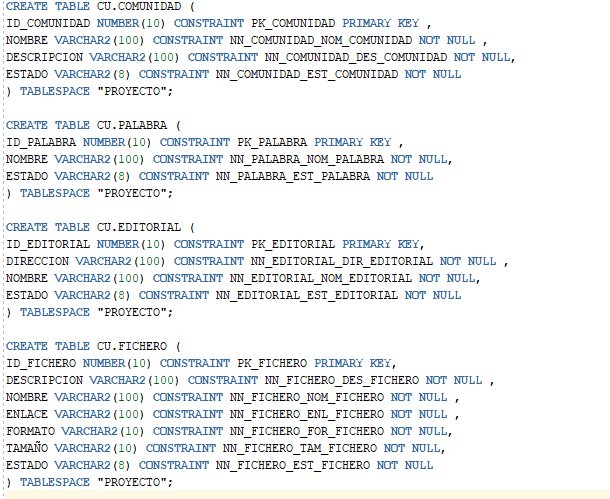 CREATE TABLE CU.COMUNIDAD (
ID_COMUNIDAD NUMBER(10) CONSTRAINT PK_COMUNIDAD PRIMARY KEY ,
NOMBRE VARCHAR2(100) CONSTRAINT NN_COMUNIDAD_NOM_COMUNIDAD NOT NULL ,
DESCRIPCION VARCHAR2(100) CONSTRAINT NN_COMUNIDAD_DES_COMUNIDAD NOT NULL,
ESTADO VARCHAR2(8) CONSTRAINT NN_COMUNIDAD_EST_COMUNIDAD NOT NULL
) TABLESPACE "PROYECTO";
CREATE TABLE CU.PALABRA (
ID_PALABRA NUMBER(10) CONSTRAINT PK_PALABRA PRIMARY KEY ,
NOMBRE VARCHAR2(100) CONSTRAINT NN_PALABRA_NOM_PALABRA NOT NULL,
ESTADO VARCHAR2(8) CONSTRAINT NN_PALABRA_EST_PALABRA NOT NULL
) TABLESPACE "PROYECTO";
CREATE TABLE CU.EDITORIAL (
ID_EDITORIAL NUMBER(10) CONSTRAINT PK_EDITORIAL PRIMARY KEY,
DIRECCION VARCHAR2(100) CONSTRAINT NN_EDITORIAL_DIR_EDITORIAL NOT NULL ,
NOMBRE VARCHAR2(100) CONSTRAINT NN_EDITORIAL_NOM_EDITORIAL NOT NULL,
ESTADO VARCHAR2(8) CONSTRAINT NN_EDITORIAL_EST_EDITORIAL NOT NULL
) TABLESPACE "PROYECTO";
CREATE TABLE CU.FICHERO (
ID_FICHERO NUMBER(10) CONSTRAINT PK_FICHERO PRIMARY KEY,
DESCRIPCION VARCHAR2(100) CONSTRAINT NN_FICHERO_DES_FICHERO NOT NULL ,
NOMBRE VARCHAR2(100) CONSTRAINT NN_FICHERO_NOM_FICHERO NOT NULL ,
ENLACE VARCHAR2(100) CONSTRAINT NN_FICHERO_ENL_FICHERO NOT NULL ,
FORMATO VARCHAR2(10) CONSTRAINT NN_FICHERO_FOR_FICHERO NOT NULL,
TAMAÑO VARCHAR2(10) CONSTRAINT NN_FICHERO_TAM_FICHERO NOT NULL,
ESTADO VARCHAR2(8) CONSTRAINT NN_FICHERO_EST_FICHERO NOT NULL
) TABLESPACE "PROYECTO";